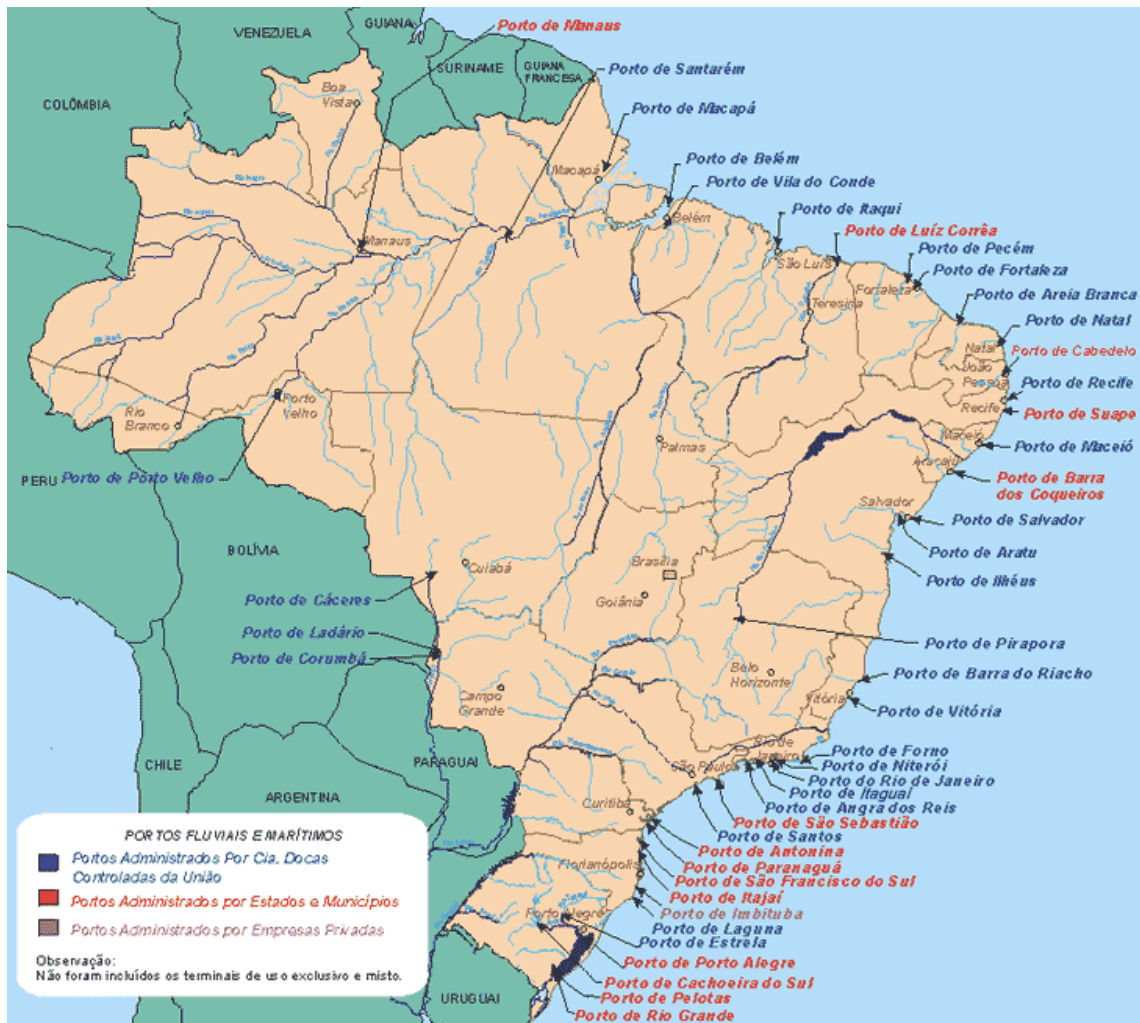 Porto de Manaus
GUIANA
VENEZUELA
SURINAME
GUIANA
FRANCESA
Porto de Santarém
COLÔMBIA
Boa
Vista
Porto de Macapá
Macapá
Porto de Belém
Porto de Vila do Conde
Belém
Porto de Itaqui
Porto de Luíz Corrêa
Manaus
São Luís
Porto de Pecém
Porto de Fortaleza
Fortaleza
Teresina
Porto de Areia Branca
Porto de Natal
Natal
Porto de Cabedelo
João
Pessoa
Porto de Recife
Recife
Porto de Suape
Porto
Velho
Rio
Branco
Palmas
Maceió
Porto de Maceió
Aracaju
PERU
Porto de Pôrto Velho
Porto de Barra
dos Coqueiros
Salvador
Porto de Salvador
Porto de Aratu
BOLÍVIA
Cuiabá
Brasília
Porto de Ilhéus
Goiânia
Porto de Cáceres
Porto de Ladário
Porto de Corumbá
Porto de Pirapora
Belo
Horizonte
Porto de Barra do Riacho
Campo
Grande
Vitória
Porto de Vitória
CHILE
PARAGUAI
Rio de
Janeiro
Porto de Forno
Porto de Niterói
São Paulo
Porto do Rio de Janeiro
Porto de Itaguaí
ARGENTINA
Curitiba
Porto de Angra dos Reis
Porto de São Sebastião
Porto de Santos
Porto de Antonina
Porto de Paranaguá
Florianópolis
Porto de São Francisco do Sul
Porto de Itajaí
Porto de Imbituba
Porto Alegre
Porto de Laguna
Porto de Estrela
Porto de Porto Alegre
Porto de Cachoeira do Sul
Porto de Pelotas
URUGUAI
Porto de Rio Grande
PORTOS FLUVIAIS E MARÍTIMOS
Portos Administrados Por Cia. Docas
Controladas da União
Portos Administrados por Estados e Municípios
Portos Administrados por Empresas Privadas
Observação:
Não foram incluídos os terminais de uso exclusivo e misto.